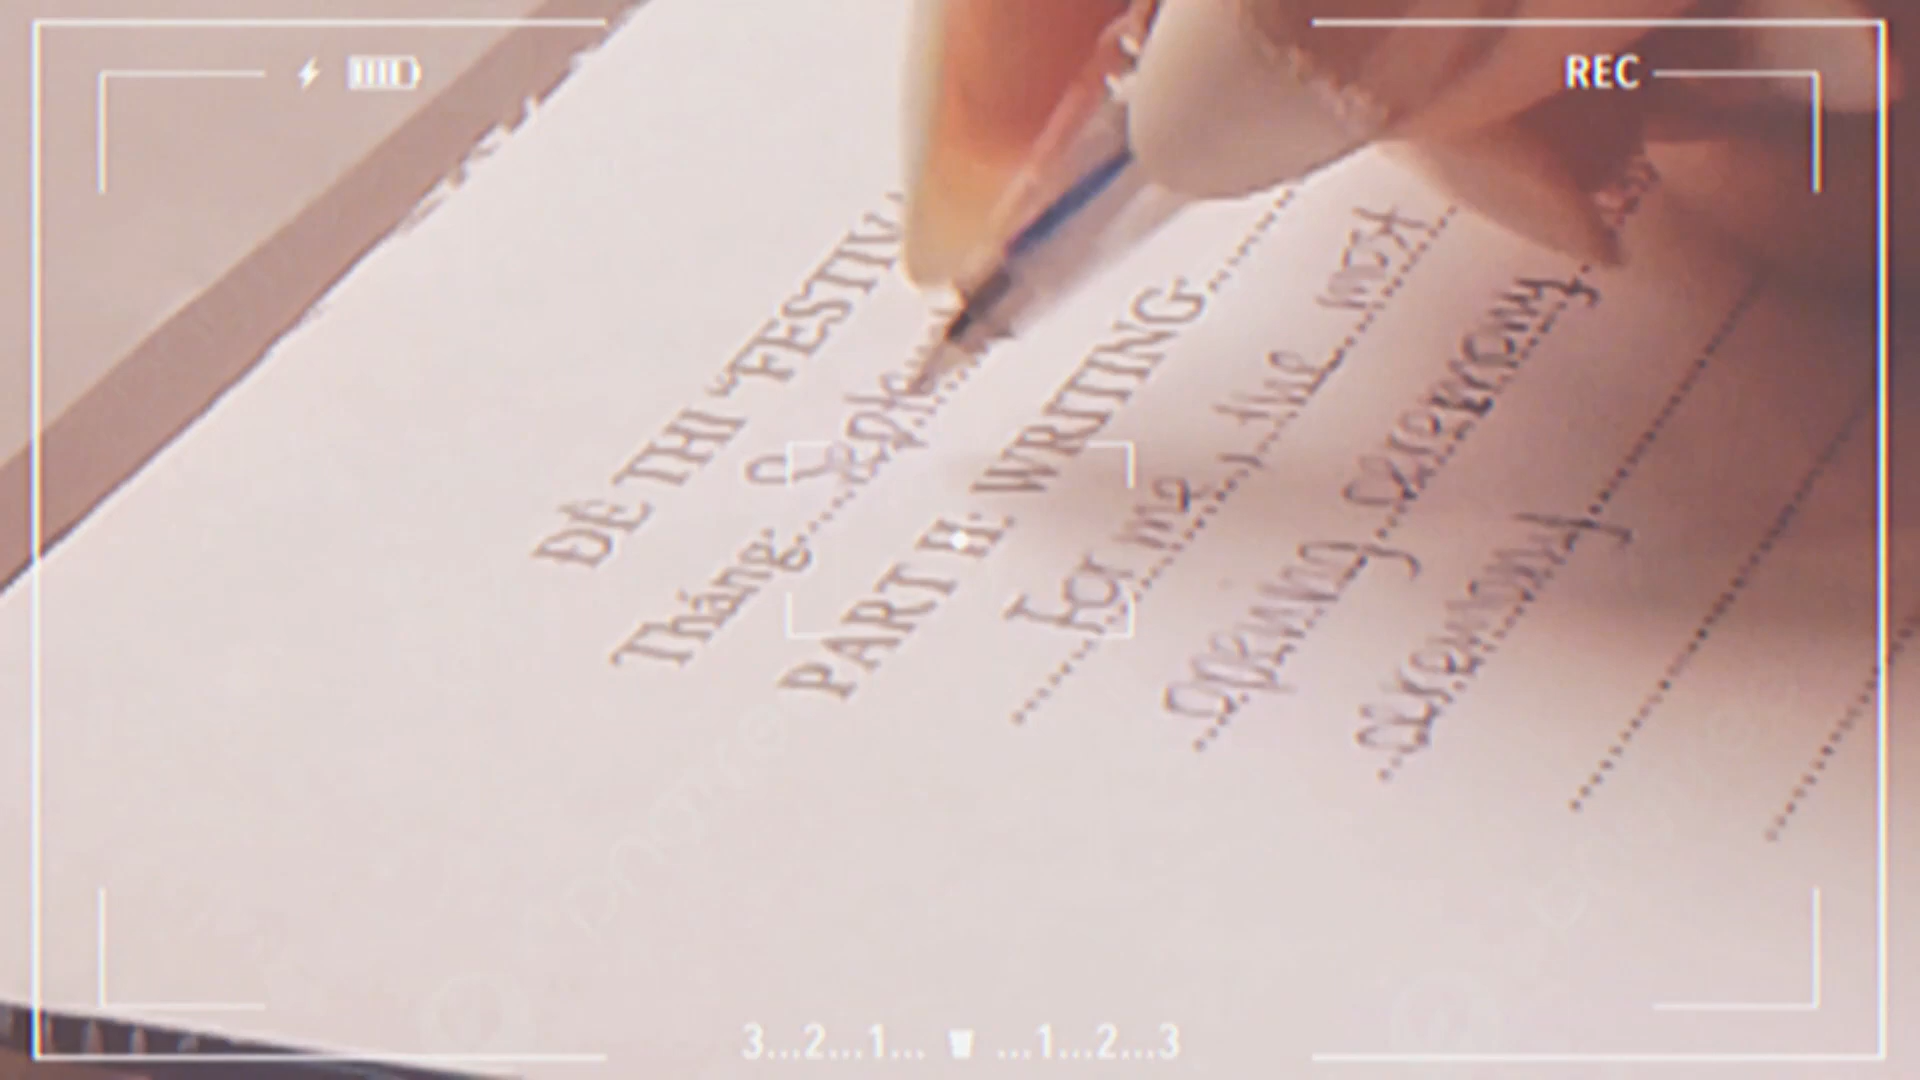 REC
ĐỀ THI “FESTIV
Tháng: 9
PART II: WRITING
For me, the most
opening ceremony
ceremony
3...2...1... ...1...2...3